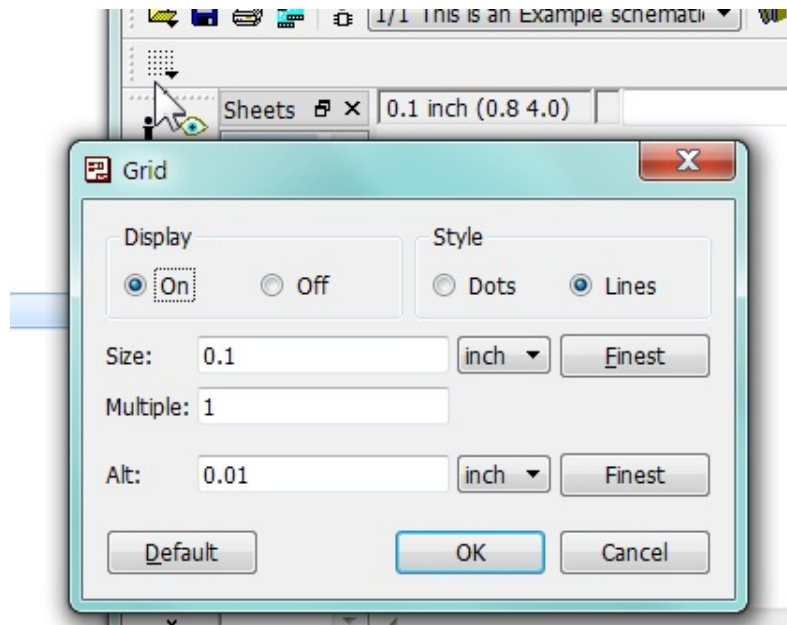 1/1 This is an Example schemati
Sheets 0.1 inch (0.8 4.0)
Grid
Display Style
On Off Dots Lines
Size: 0.1 inch Finest
Multiple: 1
Alt: 0.01 inch Finest
Default OK Cancel